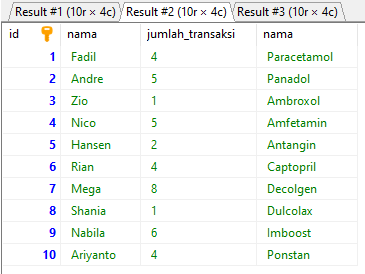 Result #1 (10r × 4c) Result #2 (10r × 4c) Result #3 (10r × 4c)
id nama jumlah_transaksi nama
1 Fadil 4 Paracetamol
2 Andre 5 Panadol
3 Zio 1 Ambroxol
4 Nico 5 Amfetamin
5 Hansen 2 Antangin
6 Rian 4 Captopril
7 Mega 8 Decolgen
8 Shania 1 Dulcolax
9 Nabila 6 Imboost
10 Ariyanto 4 Ponstan